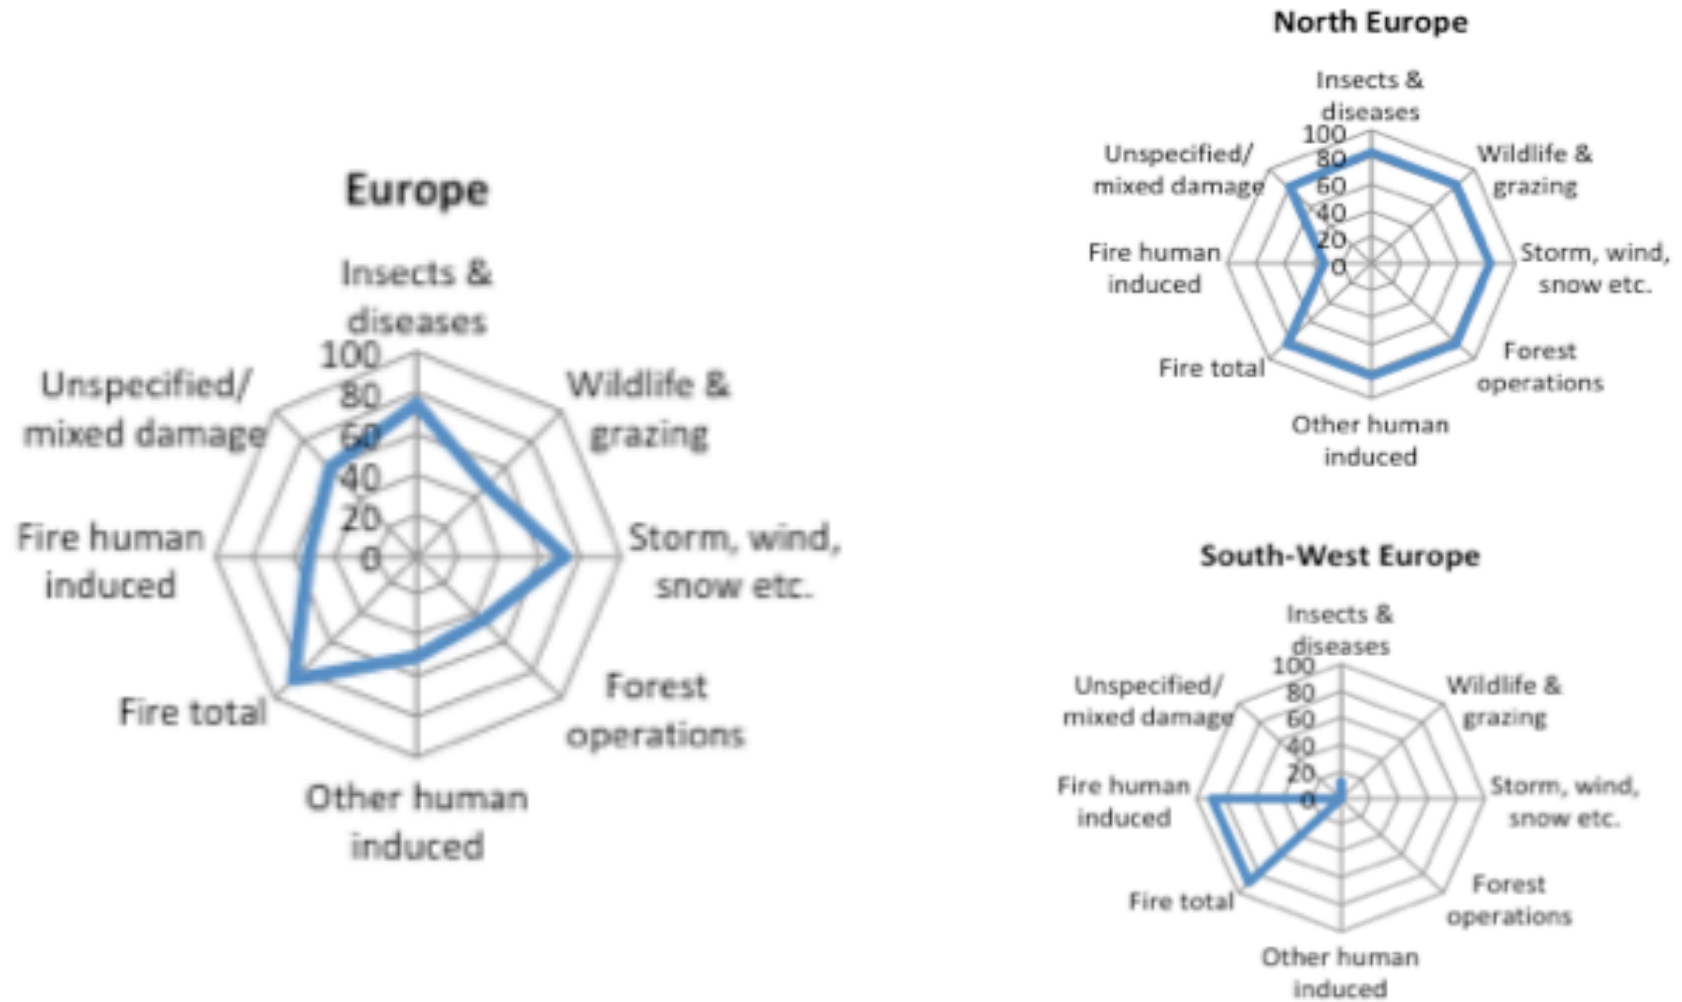 Europe
Insects &
diseases
Wildlife &
grazing
Storm, wind,
snow etc.
Forest
operations
Other human
induced
Fire total
Fire human
induced
Unspecified/
mixed damage
100
80
60
40
20
0
North Europe
Insects &
diseases
Wildlife &
grazing
Storm, wind,
snow etc.
Forest
operations
Other human
induced
Fire total
Fire human
induced
Unspecified/
mixed damage
100
80
60
40
20
0
South-West Europe
Insects &
diseases
Wildlife &
grazing
Storm, wind,
snow etc.
Forest
operations
Other human
induced
Fire total
Fire human
induced
Unspecified/
mixed damage
100
80
60
40
20
0